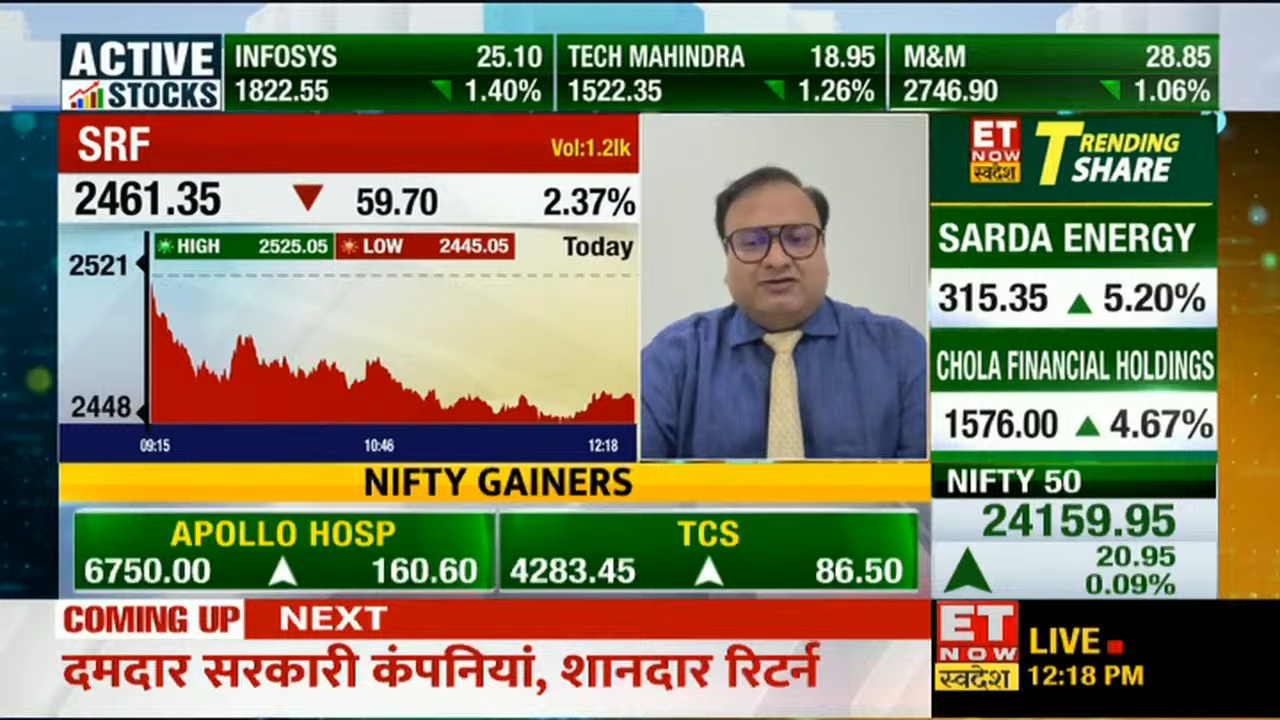 ACTIVE STOCKS
INFOSYS 25.10
1822.55 1.40%
TECH MAHINDRA 18.95
1522.35 1.26%
M&M 28.85
2746.90 1.06%
SRF Vol:1.2lk
2461.35 59.70 2.37%
HIGH 2525.05 LOW 2445.05 Today
2521
2448
09:15 10:46 12:18
ET NOW स्वदेश
TRENDING SHARE
SARDA ENERGY
315.35 5.20%
CHOLA FINANCIAL HOLDINGS
1576.00 4.67%
NIFTY 50
24159.95
20.95
0.09%
NIFTY GAINERS
APOLLO HOSP
6750.00 160.60
TCS
4283.45 86.50
COMING UP NEXT
दमदार सरकारी कंपनियां, शानदार रिटर्न
ET NOW स्वदेश
LIVE
12:18 PM